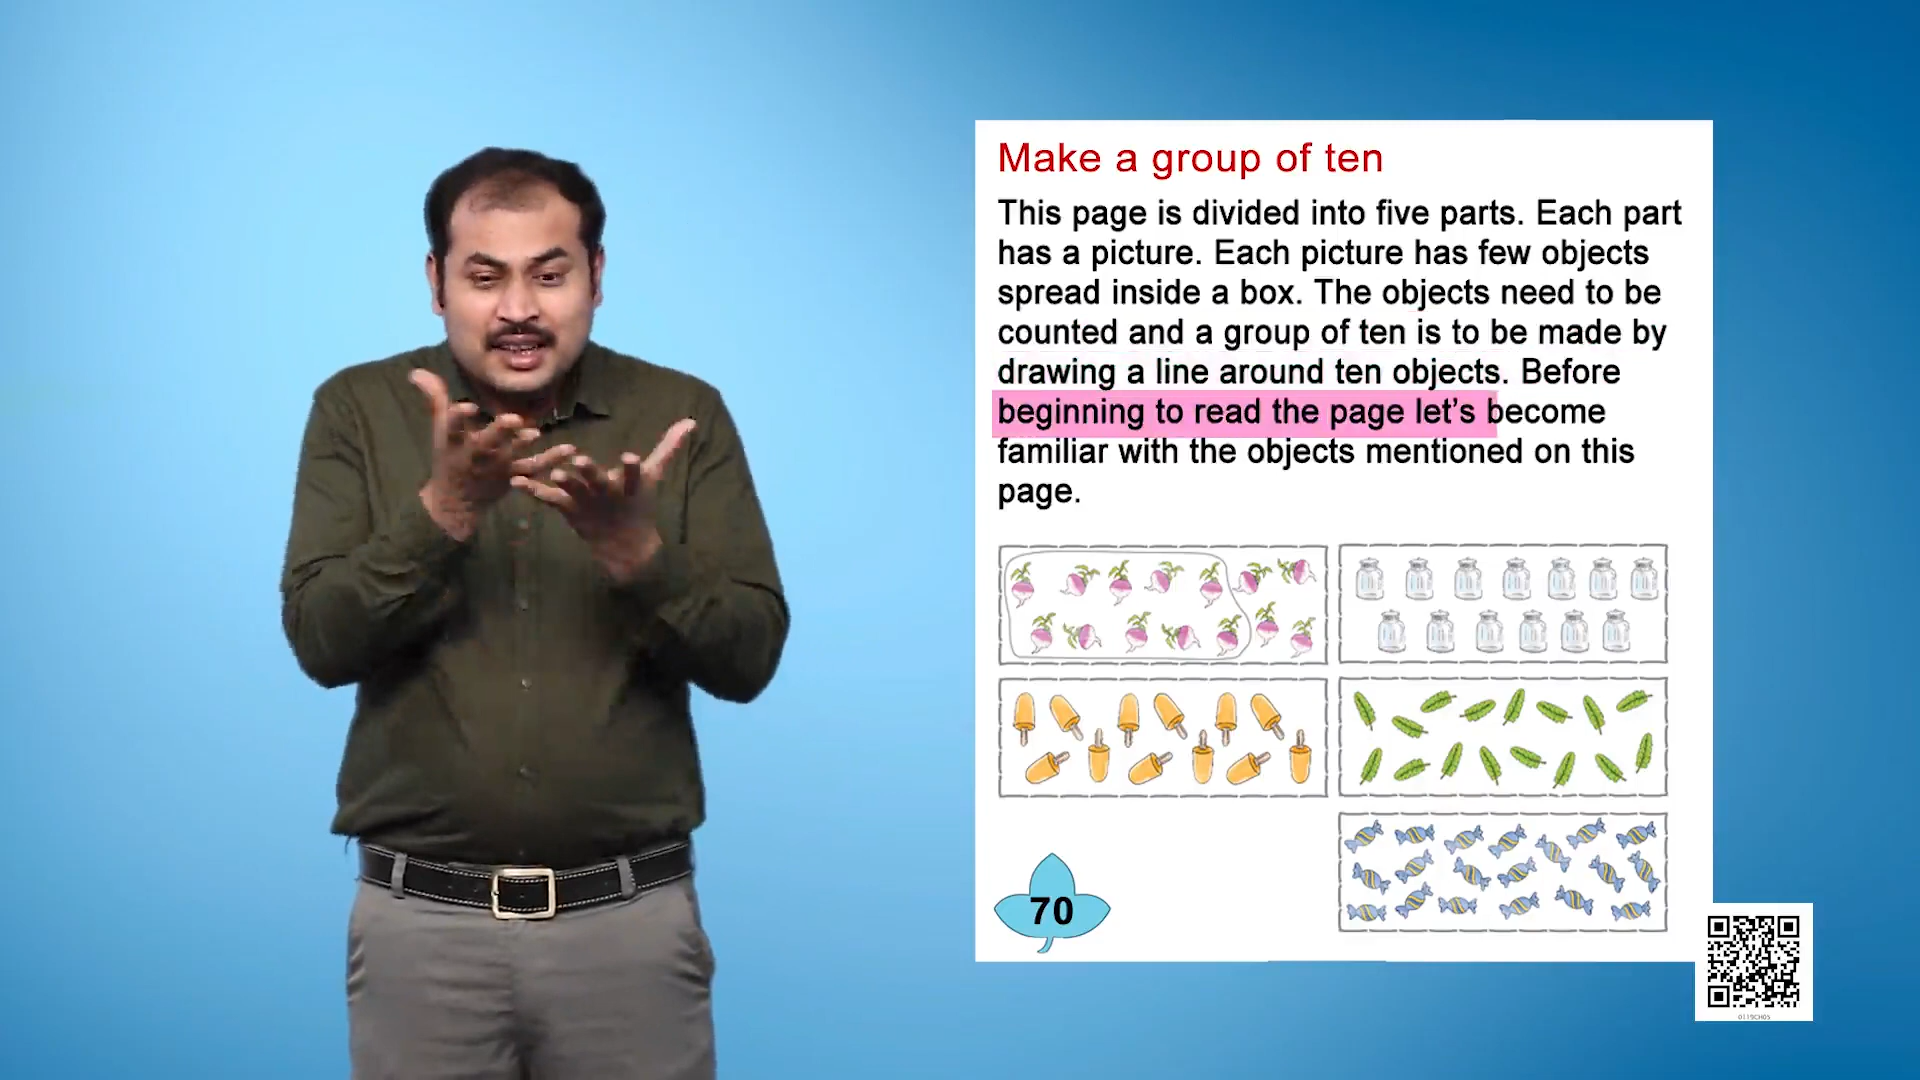 Make a group of ten
This page is divided into five parts. Each part
has a picture. Each picture has few objects
spread inside a box. The objects need to be
counted and a group of ten is to be made by
drawing a line around ten objects. Before
beginning to read the page let’s become
familiar with the objects mentioned on this
page.
70
0119CH05